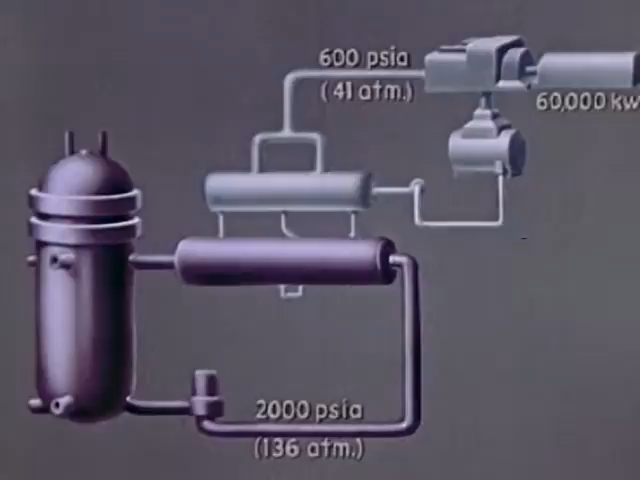 600 psia
(41 atm.)
60,000 kw
2000 psia
(136 atm.)